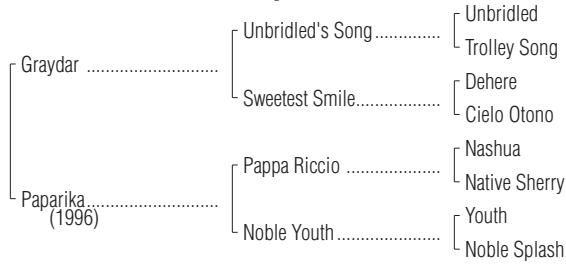 Unbridled
Unbridled's Song..............
Trolley Song
Graydar ............................
Dehere
Sweetest Smile..................
Cielo Otono
Nashua
Pappa Riccio ....................
Native Sherry
Paparika............................
(1996)
Youth
Noble Youth......................
Noble Splash